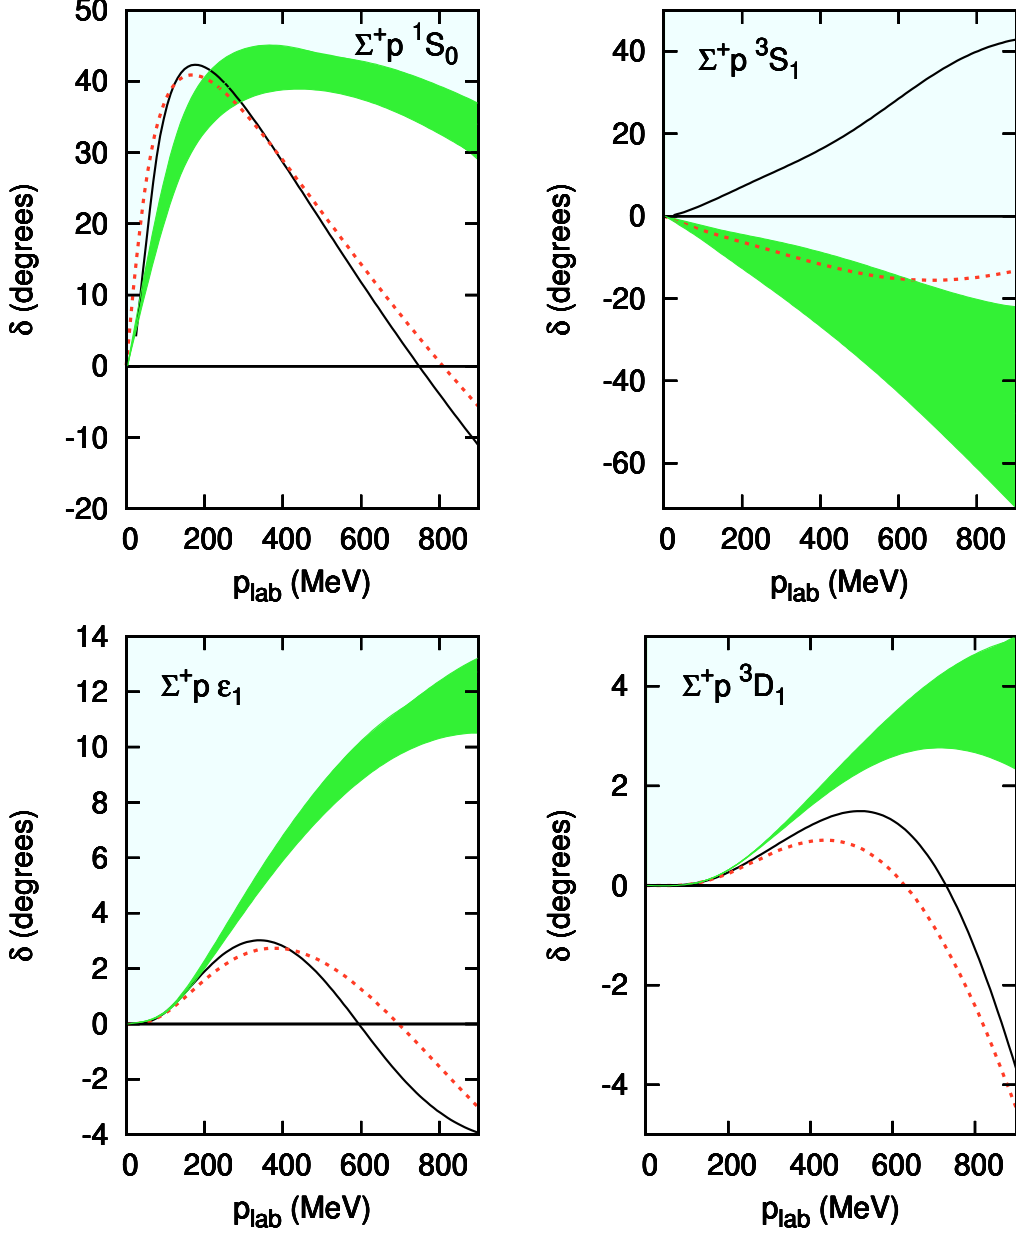 Σ⁺p ¹S₀
50
40
30
20
10
0
-10
-20
δ (degrees)
0 200 400 600 800
p_lab (MeV)
Σ⁺p ³S₁
40
20
0
-20
-40
-60
δ (degrees)
0 200 400 600 800
p_lab (MeV)
Σ⁺p ε₁
14
12
10
8
6
4
2
0
-2
-4
δ (degrees)
0 200 400 600 800
p_lab (MeV)
Σ⁺p ³D₁
4
2
0
-2
-4
δ (degrees)
0 200 400 600 800
p_lab (MeV)